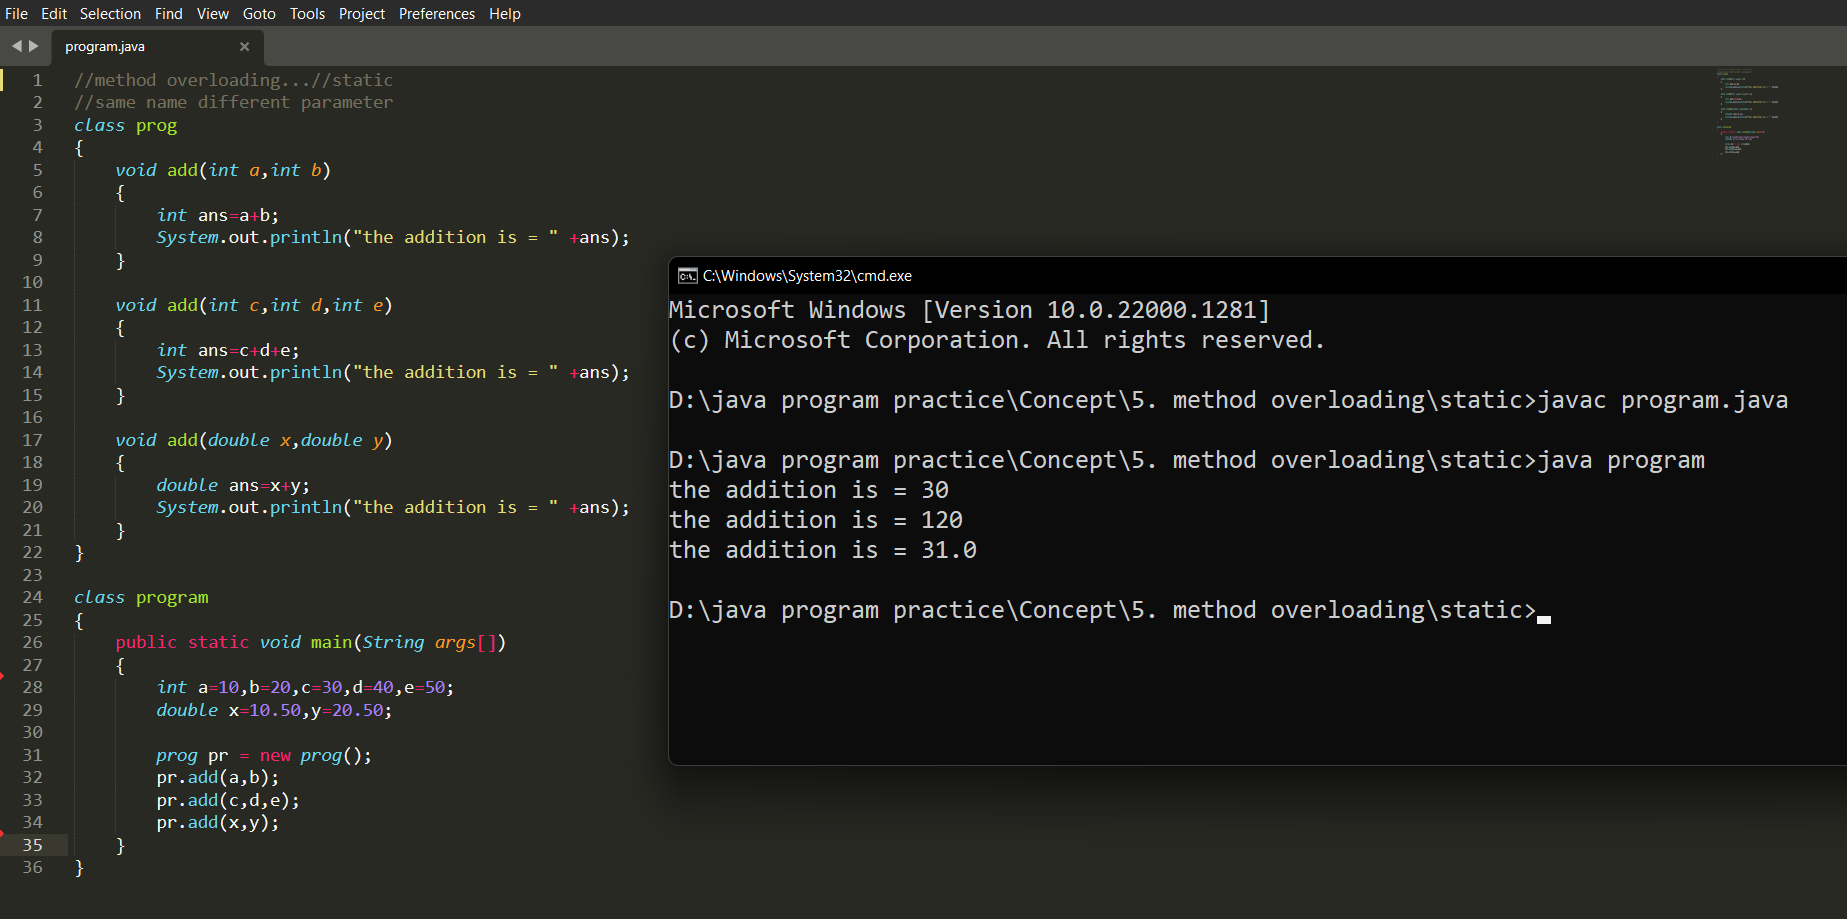 File Edit Selection Find View Goto Tools Project Preferences Help
program.java
1 //method overloading...//static
2 //same name different parameter
3 class prog
4 {
5 void add(int a,int b)
6 {
7 int ans=a+b;
8 System.out.println("the addition is = " +ans);
9 }
10
11 void add(int c,int d,int e)
12 {
13 int ans=c+d+e;
14 System.out.println("the addition is = " +ans);
15 }
16
17 void add(double x,double y)
18 {
19 double ans=x+y;
20 System.out.println("the addition is = " +ans);
21 }
22 }
23
24 class program
25 {
26 public static void main(String args[])
27 {
28 int a=10,b=20,c=30,d=40,e=50;
29 double x=10.50,y=20.50;
30
31 prog pr = new prog();
32 pr.add(a,b);
33 pr.add(c,d,e);
34 pr.add(x,y);
35 }
36 }
C:\Windows\System32\cmd.exe
Microsoft Windows [Version 10.0.22000.1281]
(c) Microsoft Corporation. All rights reserved.
D:\java program practice\Concept\5. method overloading\static>javac program.java
D:\java program practice\Concept\5. method overloading\static>java program
the addition is = 30
the addition is = 120
the addition is = 31.0
D:\java program practice\Concept\5. method overloading\static>